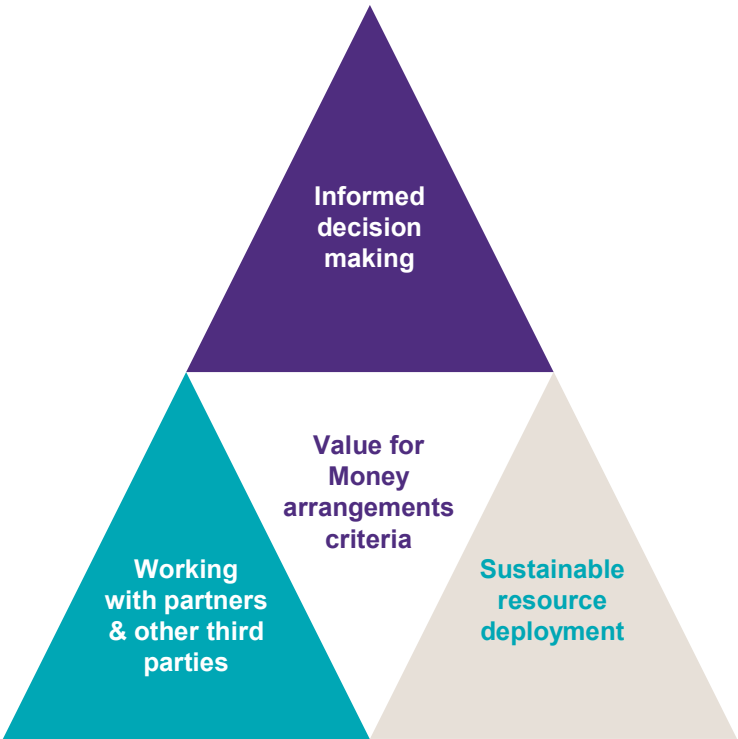 Informed
decision
making
Value for
Money
arrangements
criteria
Working
with partners
& other third
parties
Sustainable
resource
deployment